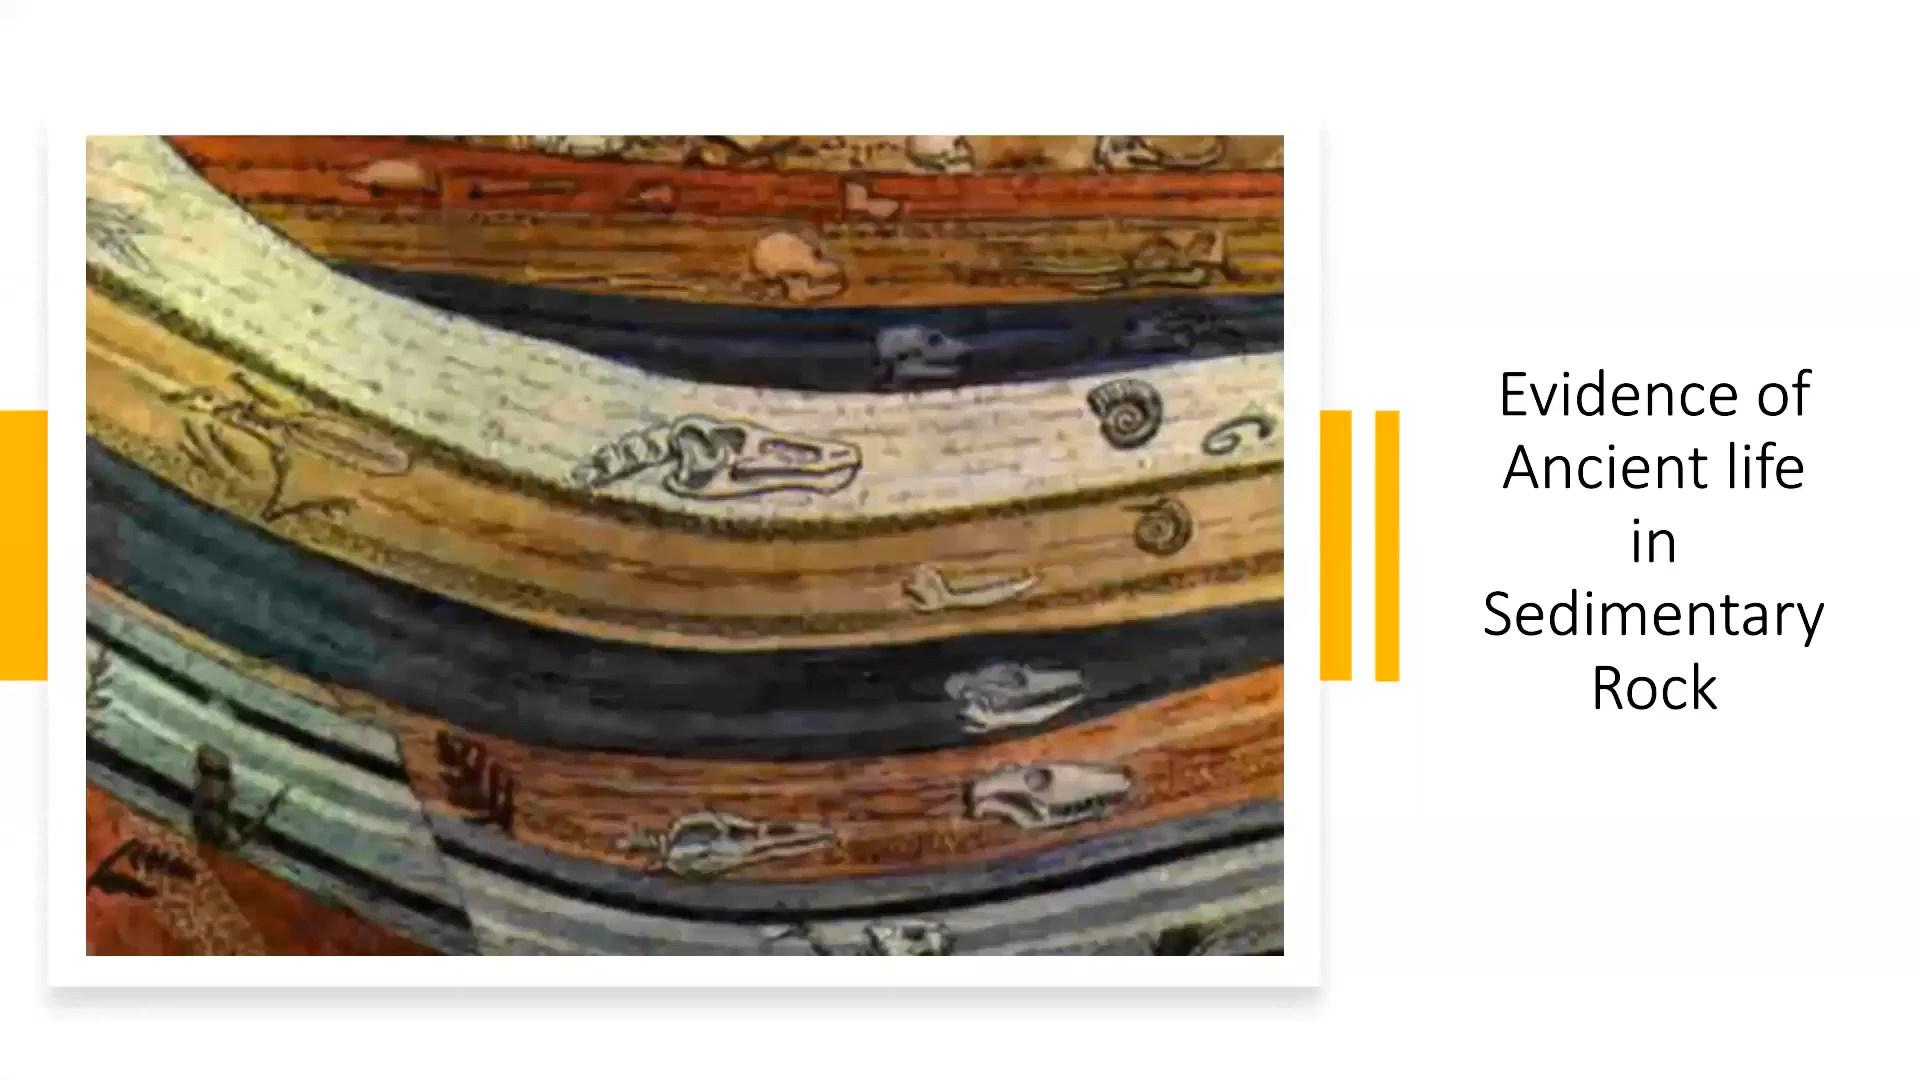 Evidence of
Ancient life
in
Sedimentary
Rock